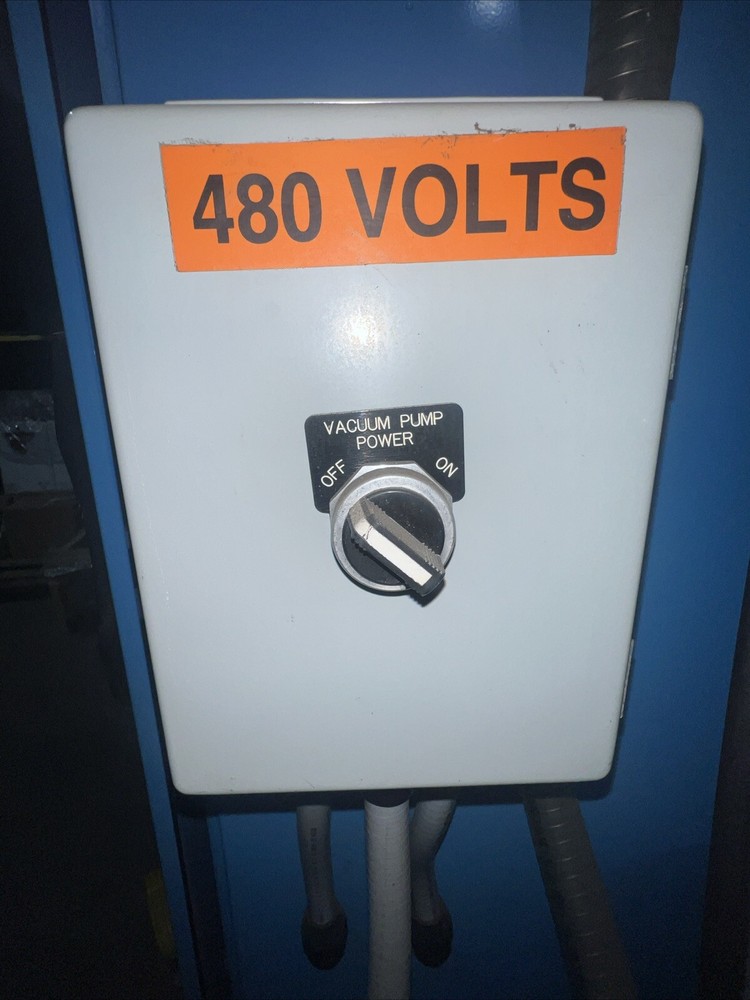 480 VOLTS
VACUUM PUMP
POWER
OFF ON